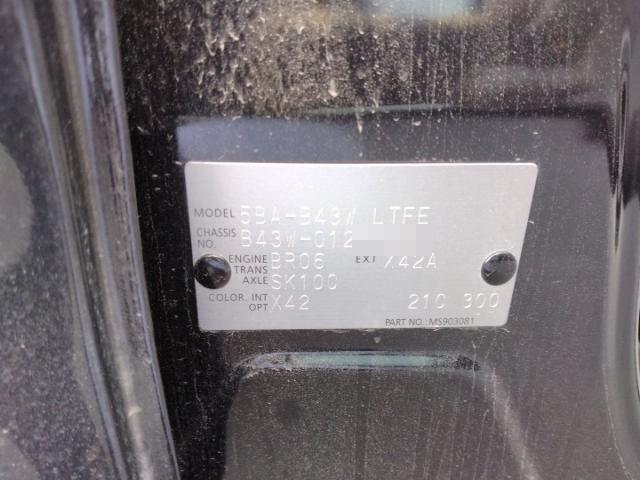 MODEL 5BA-B43W LTFE
CHASSIS NO. B43W-012
ENGINE BR06 EXT X42A
TRANS AXLE SK100
COLOR, INT X42
OPT 21C 300
PART NO.: MS903081